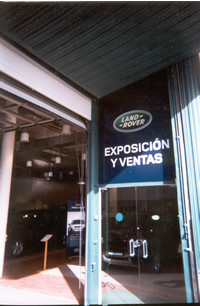 LAND-
ROVER
EXPOSICIÓN
Y VENTAS